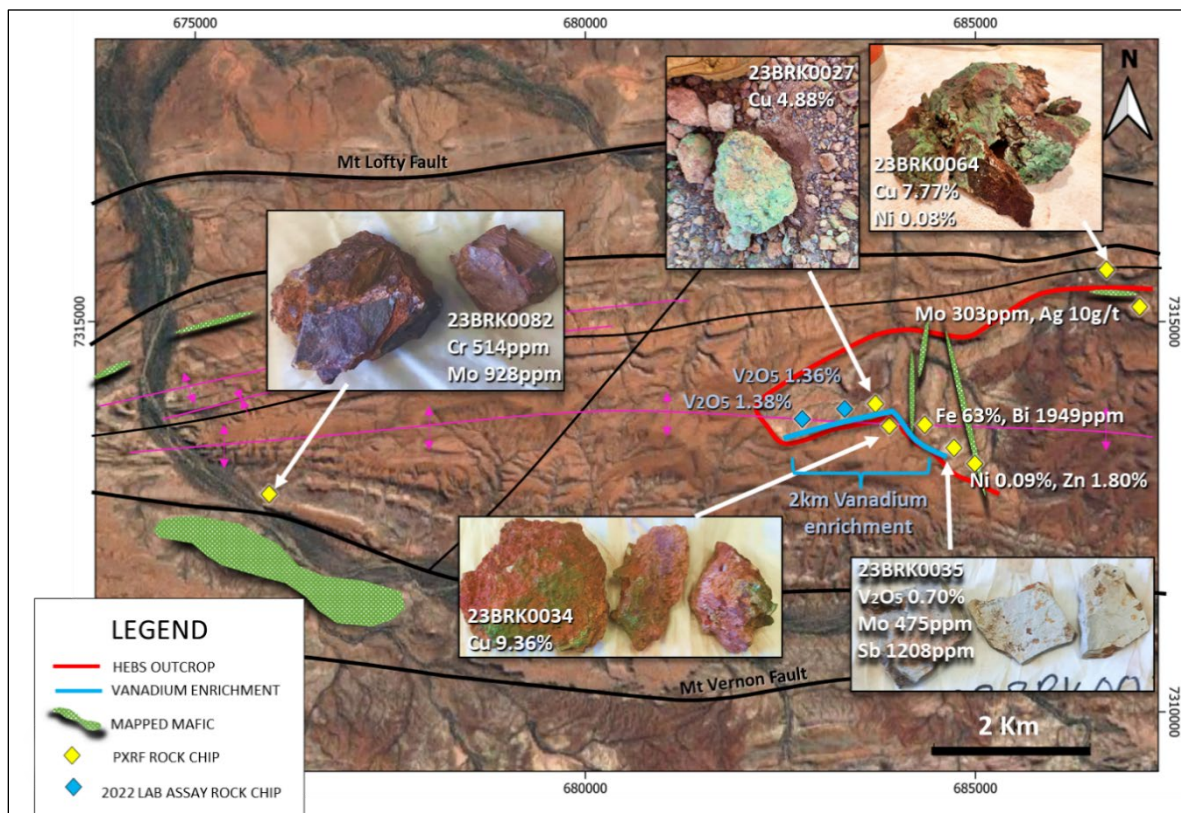 675000
680000
685000
N
23BRK0027
Cu 4.88%
23BRK0064
Cu 7.77%
Ni 0.08%
Mt Lofty Fault
7315000
7315000
23BRK0082
Cr 514ppm
Mo 928ppm
Mo 303ppm, Ag 10g/t
V₂O₅ 1.36%
V₂O₅ 1.38%
Fe 63%, Bi 1949ppm
Ni 0.09%, Zn 1.80%
2km Vanadium
enrichment
23BRK0034
Cu 9.36%
23BRK0035
V₂O₅ 0.70%
Mo 475ppm
Sb 1208ppm
Mt Vernon Fault
7310000
2 Km
LEGEND
HEBS OUTCROP
VANADIUM ENRICHMENT
MAPPED MAFIC
PXRF ROCK CHIP
2022 LAB ASSAY ROCK CHIP
680000
685000